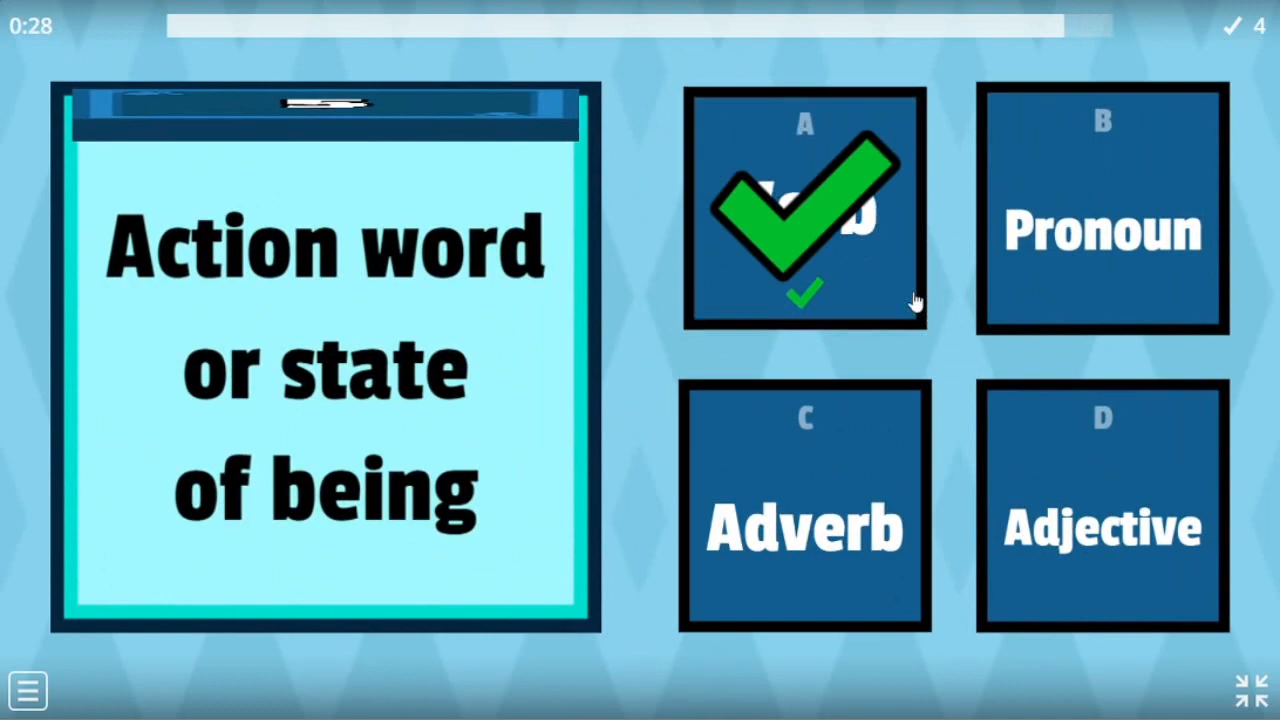 0:28
4
Action word
or state
of being
A
B
Pronoun
C
Adverb
D
Adjective